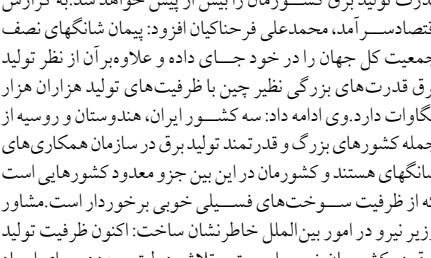 قدرت تولید برق کشورمان را بیش از پیش خواهد شد.به گزارش
اقتصادسرآمد، محمدعلی فرحناکیان افزود: پیمان شانگهای نصف
جمعیت کل جهان را در خود جای داده و علاوه‌برآن از نظر تولید
برق قدرت‌های بزرگی نظیر چین با ظرفیت‌های تولید هزاران هزار
مگاوات دارد.وی ادامه داد: سه کشور ایران، هندوستان و روسیه از
جمله کشورهای بزرگ و قدرتمند تولید برق در سازمان همکاری‌های
شانگهای هستند و کشورمان در این بین جزو معدود کشورهایی است
که از ظرفیت سوخت‌های فسیلی خوبی برخوردار است.مشاور
وزیر نیرو در امور بین‌الملل خاطرنشان ساخت: اکنون ظرفیت تولید